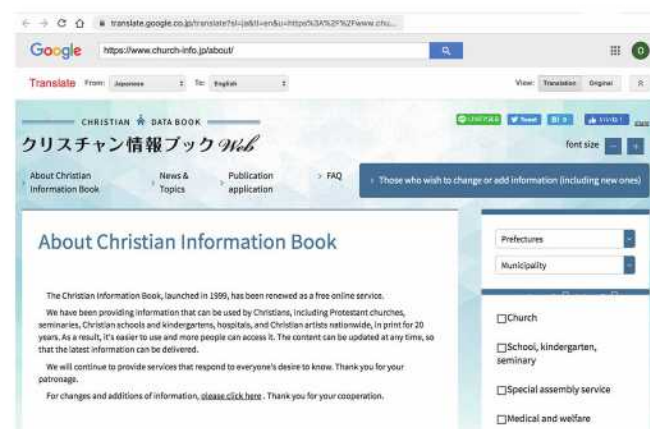 translate.google.co.jp/translate?sl=ja&tl=en&u=https%3A%2F%2Fwww.chu...
Google
https://www.church-info.jp/about/
O
Translate From: Japanese To: English View: Translation Original
CHRISTIAN DATA BOOK
クリスチャン情報ブック Web
Tweet
font size - +
About Christian Information Book
News & Topics
Publication application
FAQ
Those who wish to change or add information (including new ones)
About Christian Information Book
The Christian Information Book, launched in 1999, has been renewed as a free online service.
We have been providing information that can be used by Christians, including Protestant churches,
seminaries, Christian schools and kindergartens, hospitals, and Christian artists nationwide, in print for 20
years. As a result, it's easier to use and more people can access it. The content can be updated at any time, so
that the latest information can be delivered.
We will continue to provide services that respond to everyone's desire to know. Thank you for your
patronage.
For changes and additions of information, please click here . Thank you for your cooperation.
Prefectures
Municipality
Church
School, kindergarten,
seminary
Special assembly service
Medical and welfare